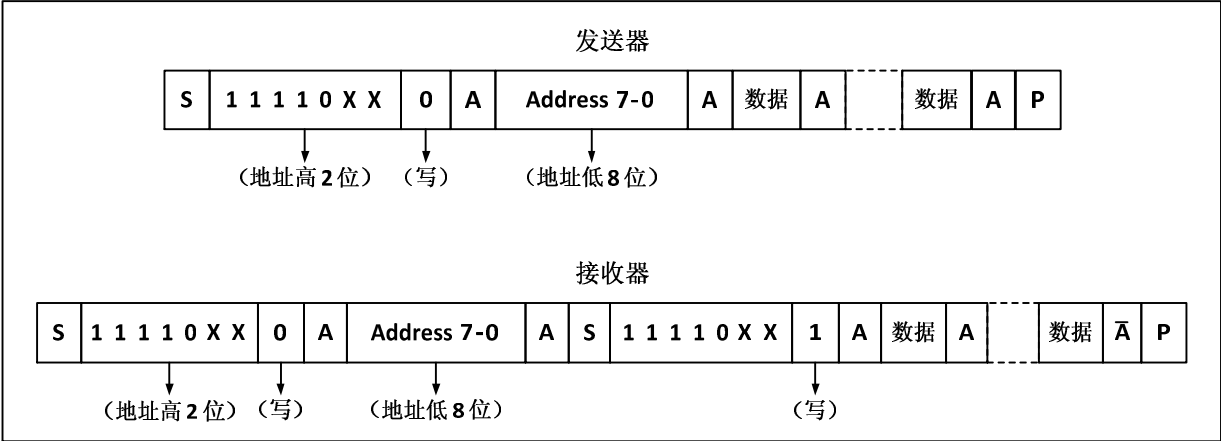 发送器
S 1 1 1 1 0 X X 0 A Address 7-0 A 数据 A 数据 A P
(地址高2位) (写) (地址低8位)
接收器
S 1 1 1 1 0 X X 0 A Address 7-0 A S 1 1 1 1 0 X X 1 A 数据 A 数据 A̅ P
(地址高2位) (写) (地址低8位) (写)